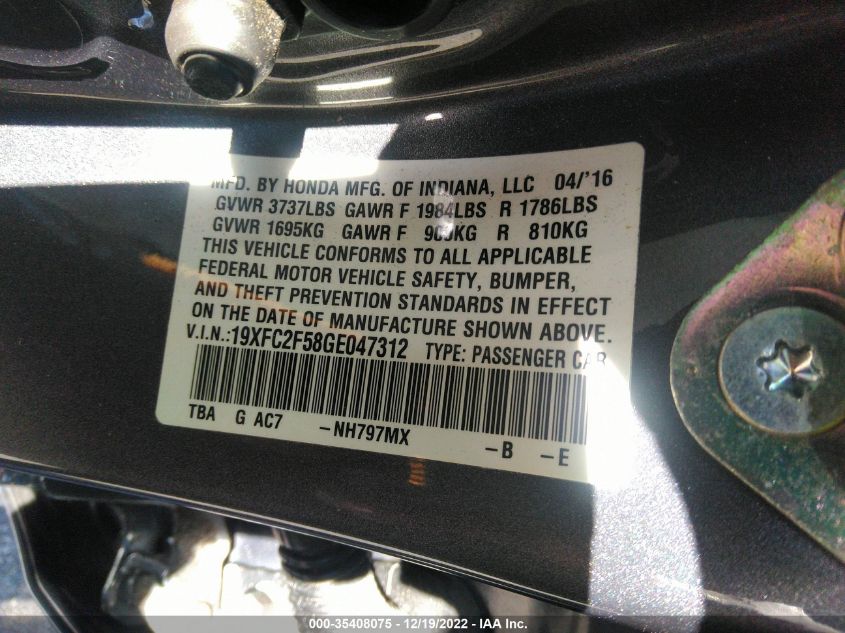 MFD. BY HONDA MFG. OF INDIANA, LLC 04/'16
GVWR 3737LBS GAWR F 1984LBS R 1786LBS
GVWR 1695KG GAWR F 900KG R 810KG
THIS VEHICLE CONFORMS TO ALL APPLICABLE
FEDERAL MOTOR VEHICLE SAFETY, BUMPER,
AND THEFT PREVENTION STANDARDS IN EFFECT
ON THE DATE OF MANUFACTURE SHOWN ABOVE.
V.I.N.:19XFC2F58GE047312 TYPE: PASSENGER CAR
TBA G AC7 -NH797MX -B -E
000-35408075 - 12/19/2022 - IAA Inc.